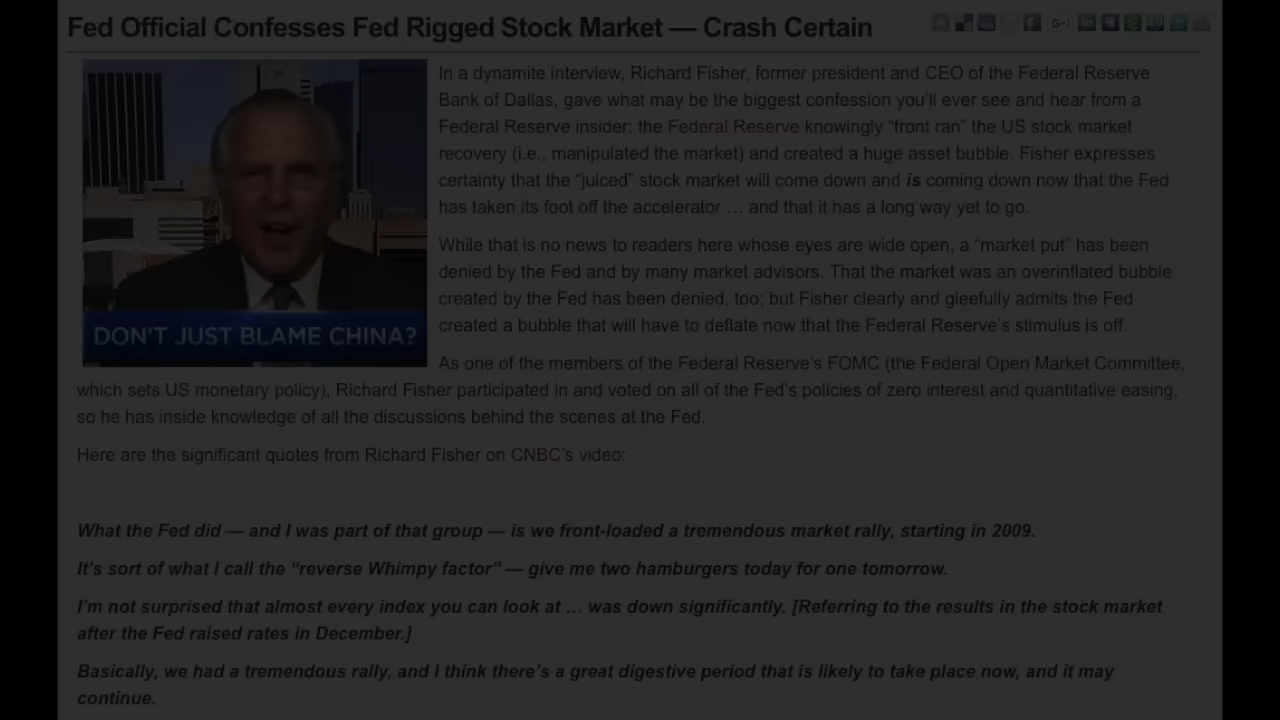 Fed Official Confesses Fed Rigged Stock Market — Crash Certain
In a dynamite interview, Richard Fisher, former president and CEO of the Federal Reserve
Bank of Dallas, gave what may be the biggest confession you'll ever see and hear from a
Federal Reserve insider: the Federal Reserve knowingly “front ran” the US stock market
recovery (i.e., manipulated the market) and created a huge asset bubble. Fisher expresses
certainty that the “juiced” stock market will come down and is coming down now that the Fed
has taken its foot off the accelerator … and that it has a long way yet to go.
While that is no news to readers here whose eyes are wide open, a “market put” has been
denied by the Fed and by many market advisors. That the market was an overinflated bubble
created by the Fed has been denied, too; but Fisher clearly and gleefully admits the Fed
created a bubble that will have to deflate now that the Federal Reserve's stimulus is off.
DON'T JUST BLAME CHINA?
As one of the members of the Federal Reserve's FOMC (the Federal Open Market Committee,
which sets US monetary policy), Richard Fisher participated in and voted on all of the Fed's policies of zero interest and quantitative easing,
so he has inside knowledge of all the discussions behind the scenes at the Fed.
Here are the significant quotes from Richard Fisher on CNBC's video:
What the Fed did — and I was part of that group — is we front-loaded a tremendous market rally, starting in 2009.
It's sort of what I call the “reverse Whimpy factor” — give me two hamburgers today for one tomorrow.
I'm not surprised that almost every index you can look at … was down significantly. [Referring to the results in the stock market
after the Fed raised rates in December.]
Basically, we had a tremendous rally, and I think there's a great digestive period that is likely to take place now, and it may
continue.